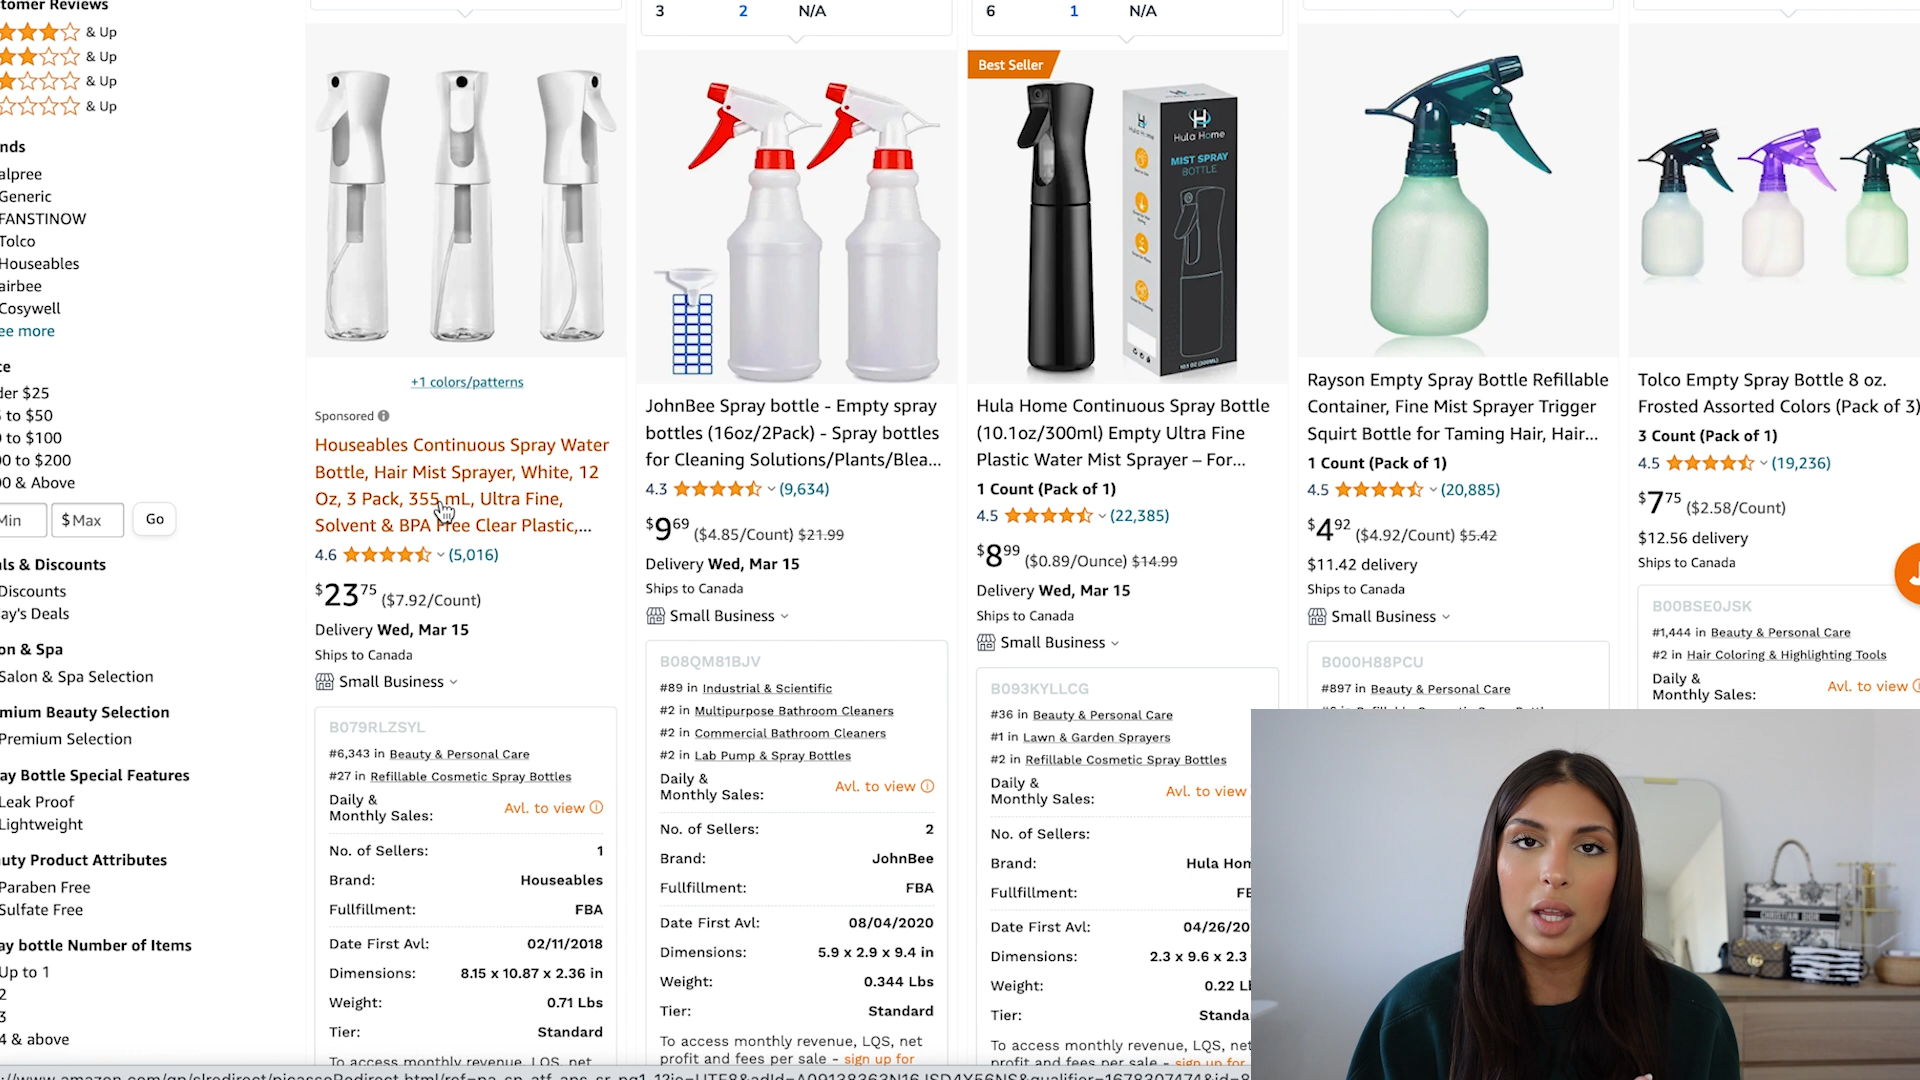 tomer Reviews
& Up
& Up
& Up
& Up
nds
alpree
Generic
FANSTINOW
Tolco
Houseables
airbee
Cosywell
ee more
ce
der $25
5 to $50
0 to $100
00 to $200
00 & Above
Min
$ Max
Go
als & Discounts
Discounts
ay's Deals
on & Spa
Salon & Spa Selection
mium Beauty Selection
Premium Selection
ay Bottle Special Features
Leak Proof
Lightweight
uty Product Attributes
Paraben Free
Sulfate Free
ay bottle Number of Items
Up to 1
2
3
4 & above
+1 colors/patterns
Sponsored
Houseables Continuous Spray Water
Bottle, Hair Mist Sprayer, White, 12
Oz, 3 Pack, 355 mL, Ultra Fine,
Solvent & BPA Free Clear Plastic,...
4.6 (5,016)
$23 75 ($7.92/Count)
Delivery Wed, Mar 15
Ships to Canada
Small Business
B079RLZSYL
#6,343 in Beauty & Personal Care
#27 in Refillable Cosmetic Spray Bottles
Daily &
Monthly Sales: Avl. to view
No. of Sellers: 1
Brand: Houseables
Fullfillment: FBA
Date First Avl: 02/11/2018
Dimensions: 8.15 x 10.87 x 2.36 in
Weight: 0.71 Lbs
Tier: Standard
To access monthly revenue, LQS, net
3 2 N/A
JohnBee Spray bottle - Empty spray
bottles (16oz/2Pack) - Spray bottles
for Cleaning Solutions/Plants/Blea...
4.3 (9,634)
$9 69 ($4.85/Count) $21.99
Delivery Wed, Mar 15
Ships to Canada
Small Business
B08QM81BJV
#89 in Industrial & Scientific
#2 in Multipurpose Bathroom Cleaners
#2 in Commercial Bathroom Cleaners
#2 in Lab Pump & Spray Bottles
Daily &
Monthly Sales: Avl. to view
No. of Sellers: 2
Brand: JohnBee
Fullfillment: FBA
Date First Avl: 08/04/2020
Dimensions: 5.9 x 2.9 x 9.4 in
Weight: 0.344 Lbs
Tier: Standard
To access monthly revenue, LQS, net
profit and fees per sale - sign up for
6 1 N/A
Best Seller
Hula Home
Hula Home
MIST SPRAY
BOTTLE
10.1 OZ (300ML)
Hula Home Continuous Spray Bottle
(10.1oz/300ml) Empty Ultra Fine
Plastic Water Mist Sprayer – For...
1 Count (Pack of 1)
4.5 (22,385)
$8 99 ($0.89/Ounce) $14.99
Delivery Wed, Mar 15
Ships to Canada
Small Business
B093KYLLCG
#36 in Beauty & Personal Care
#1 in Lawn & Garden Sprayers
#2 in Refillable Cosmetic Spray Bottles
Daily &
Monthly Sales: Avl. to view
No. of Sellers:
Brand: Hula Hom
Fullfillment: FB
Date First Avl: 04/26/20
Dimensions: 2.3 x 9.6 x 2.3
Weight: 0.22 Lb
Tier: Standa
To access monthly revenue, LQS, net
profit and fees per sale - sign up for
Rayson Empty Spray Bottle Refillable
Container, Fine Mist Sprayer Trigger
Squirt Bottle for Taming Hair, Hair...
1 Count (Pack of 1)
4.5 (20,885)
$4 92 ($4.92/Count) $5.42
$11.42 delivery
Ships to Canada
Small Business
B000H88PCU
#897 in Beauty & Personal Care
Tolco Empty Spray Bottle 8 oz.
Frosted Assorted Colors (Pack of 3)
3 Count (Pack of 1)
4.5 (19,236)
$7 75 ($2.58/Count)
$12.56 delivery
Ships to Canada
B00BSE0JSK
#1,444 in Beauty & Personal Care
#2 in Hair Coloring & Highlighting Tools
Daily &
Monthly Sales: Avl. to view
CHRISTIAN DIOR